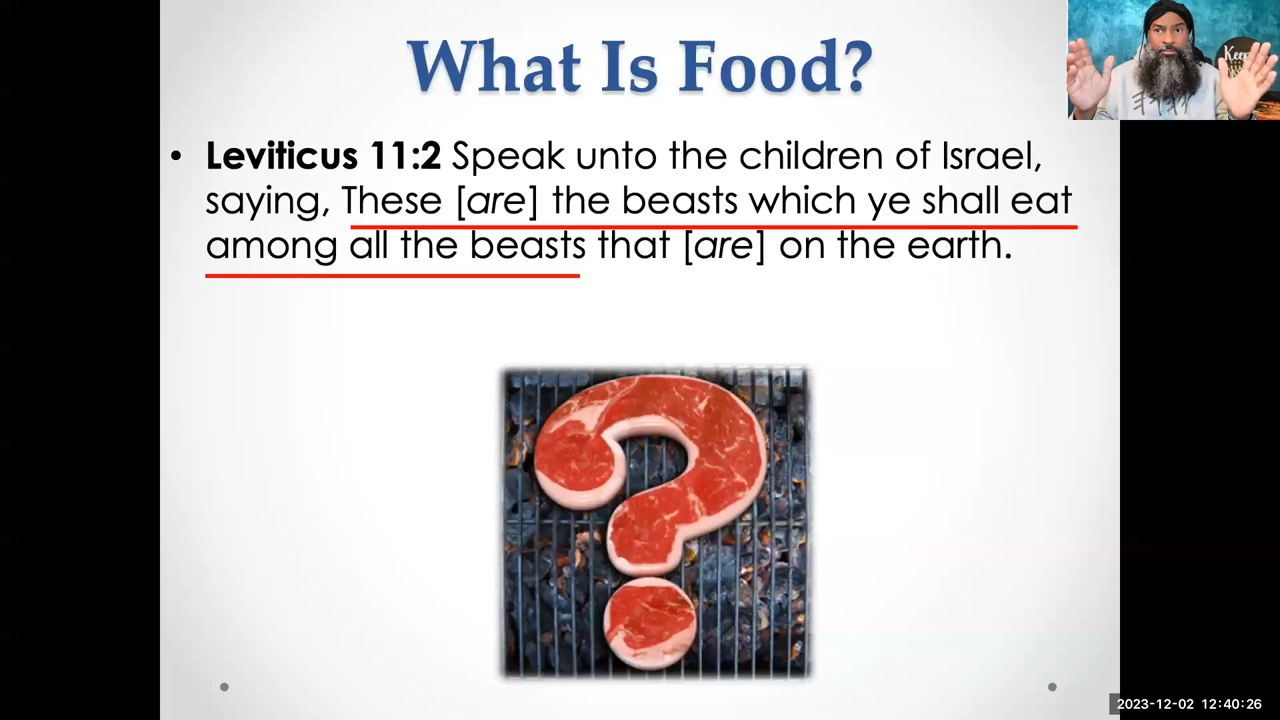 What Is Food?
• Leviticus 11:2 Speak unto the children of Israel,
saying, These [are] the beasts which ye shall eat
among all the beasts that [are] on the earth.
Keep
2023-12-02 12:40:26